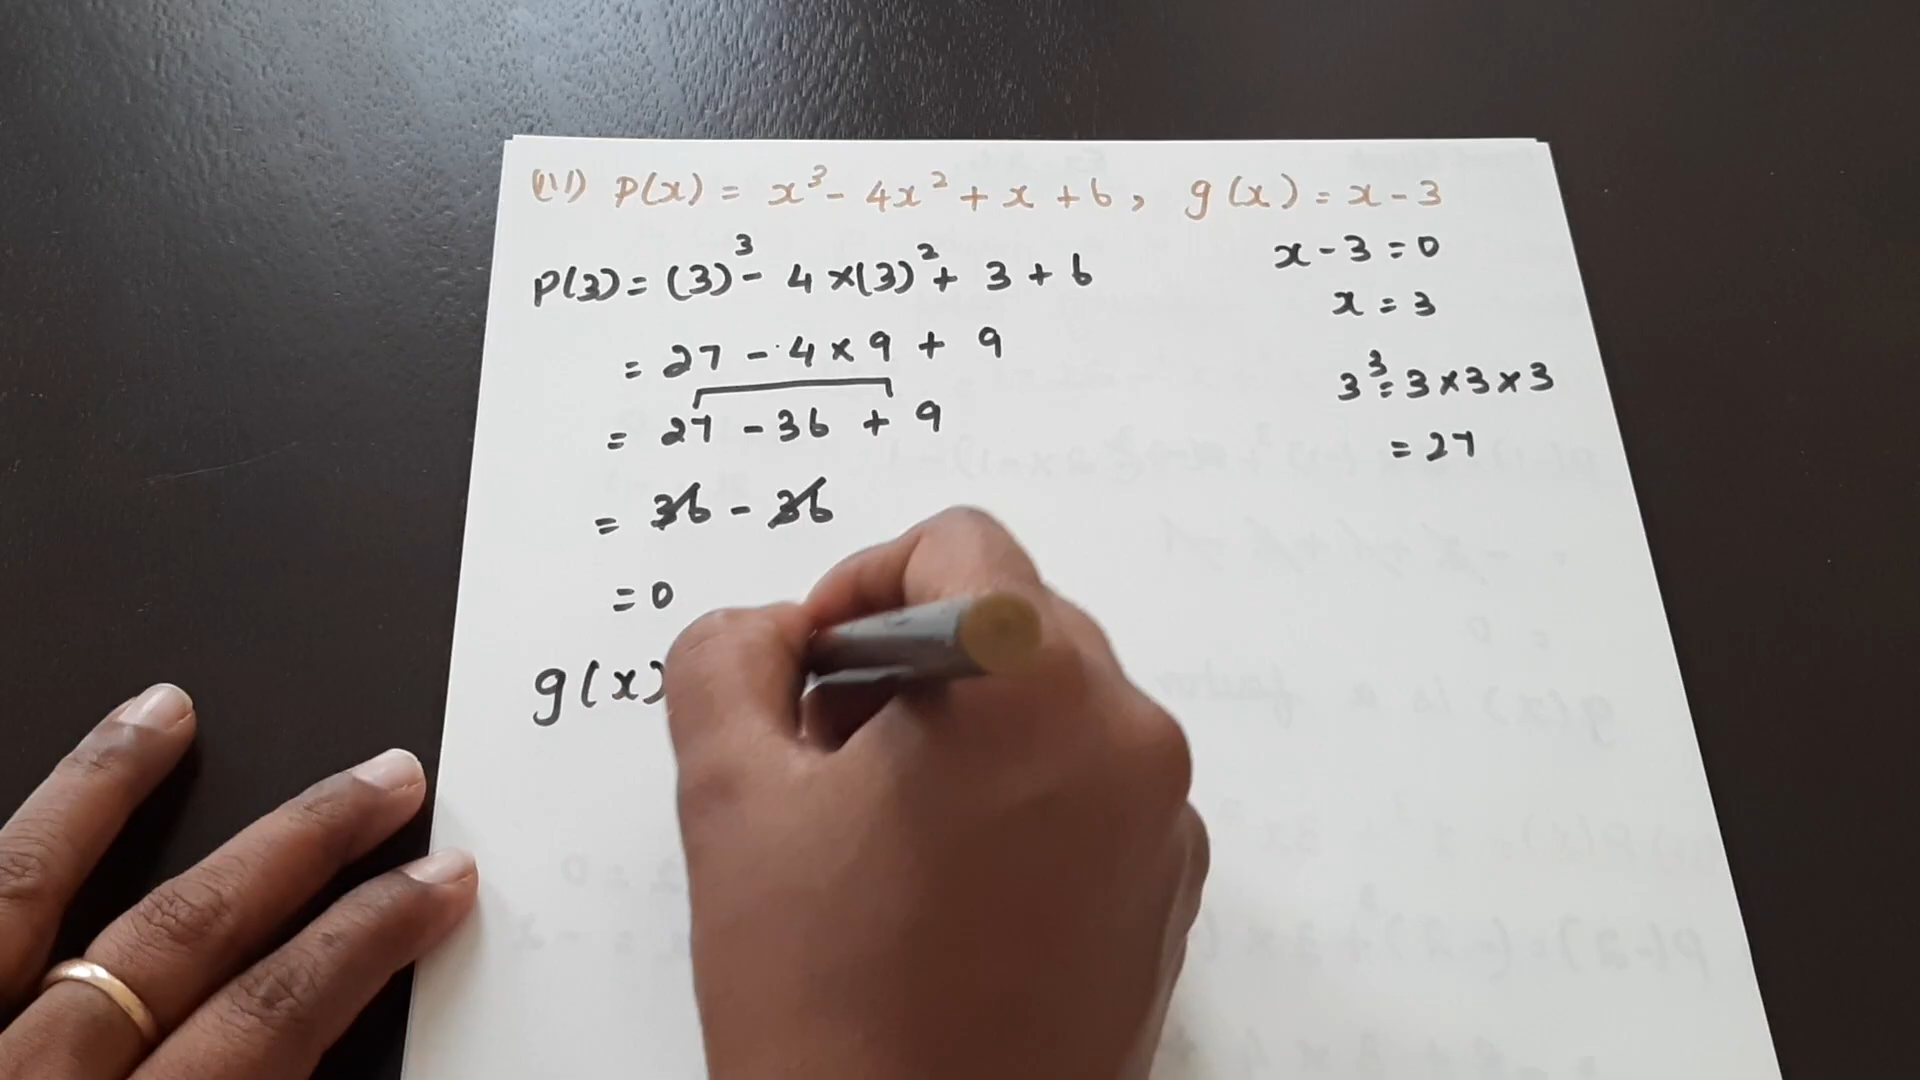 (iii) P(x) = x³ - 4x² + x + 6, g(x) = x - 3
x - 3 = 0
P(3) = (3)³ - 4 × (3)² + 3 + 6
x = 3
= 27 - 4 × 9 + 9
3³ = 3 × 3 × 3
= 27 - 36 + 9
= 27
= 36 - 36
= 0
g(x)